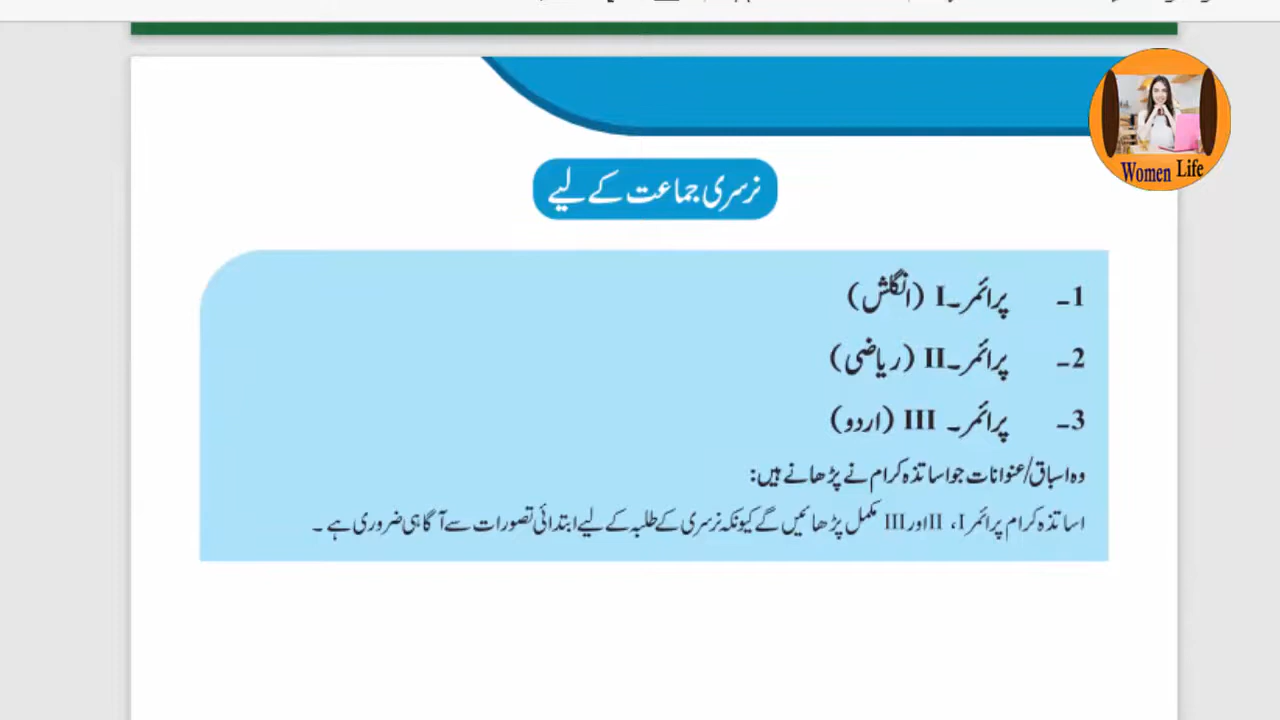 Women Life
نرسری جماعت کے لیے
1۔ پرائمر۔I (انگلش)
2۔ پرائمر۔II (ریاضی)
3۔ پرائمر۔ III (اردو)
وہ اسباق/عنوانات جو اساتذہ کرام نے پڑھانے ہیں:
اساتذہ کرام پرائمر I، II اور III مکمل پڑھائیں گے کیونکہ نرسری کے طلبہ کے لیے ابتدائی تصورات سے آگاہی ضروری ہے ۔